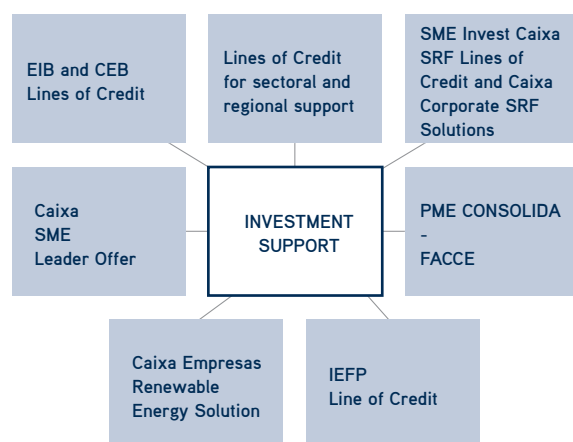 EIB and CEB
Lines of Credit
Lines of Credit
for sectoral and
regional support
SME Invest Caixa
SRF Lines of
Credit and Caixa
Corporate SRF
Solutions
Caixa
SME
Leader Offer
INVESTMENT
SUPPORT
PME CONSOLIDA
-
FACCE
Caixa Empresas
Renewable
Energy Solution
IEFP
Line of Credit